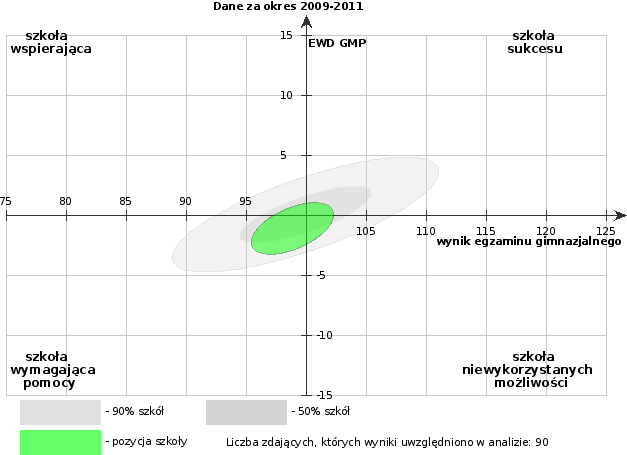 Dane za okres 2009-2011
szkoła
wspierająca
15
EWD GMP
szkoła
sukcesu
10
5
75
80
85
90
95
105
110
115
120
125
wynik egzaminu gimnazjalnego
-5
-10
szkoła
wymagająca
pomocy
szkoła
niewykorzystanych
możliwości
-15
- 90% szkół
- 50% szkół
- pozycja szkoły
Liczba zdających, których wyniki uwzględniono w analizie: 90